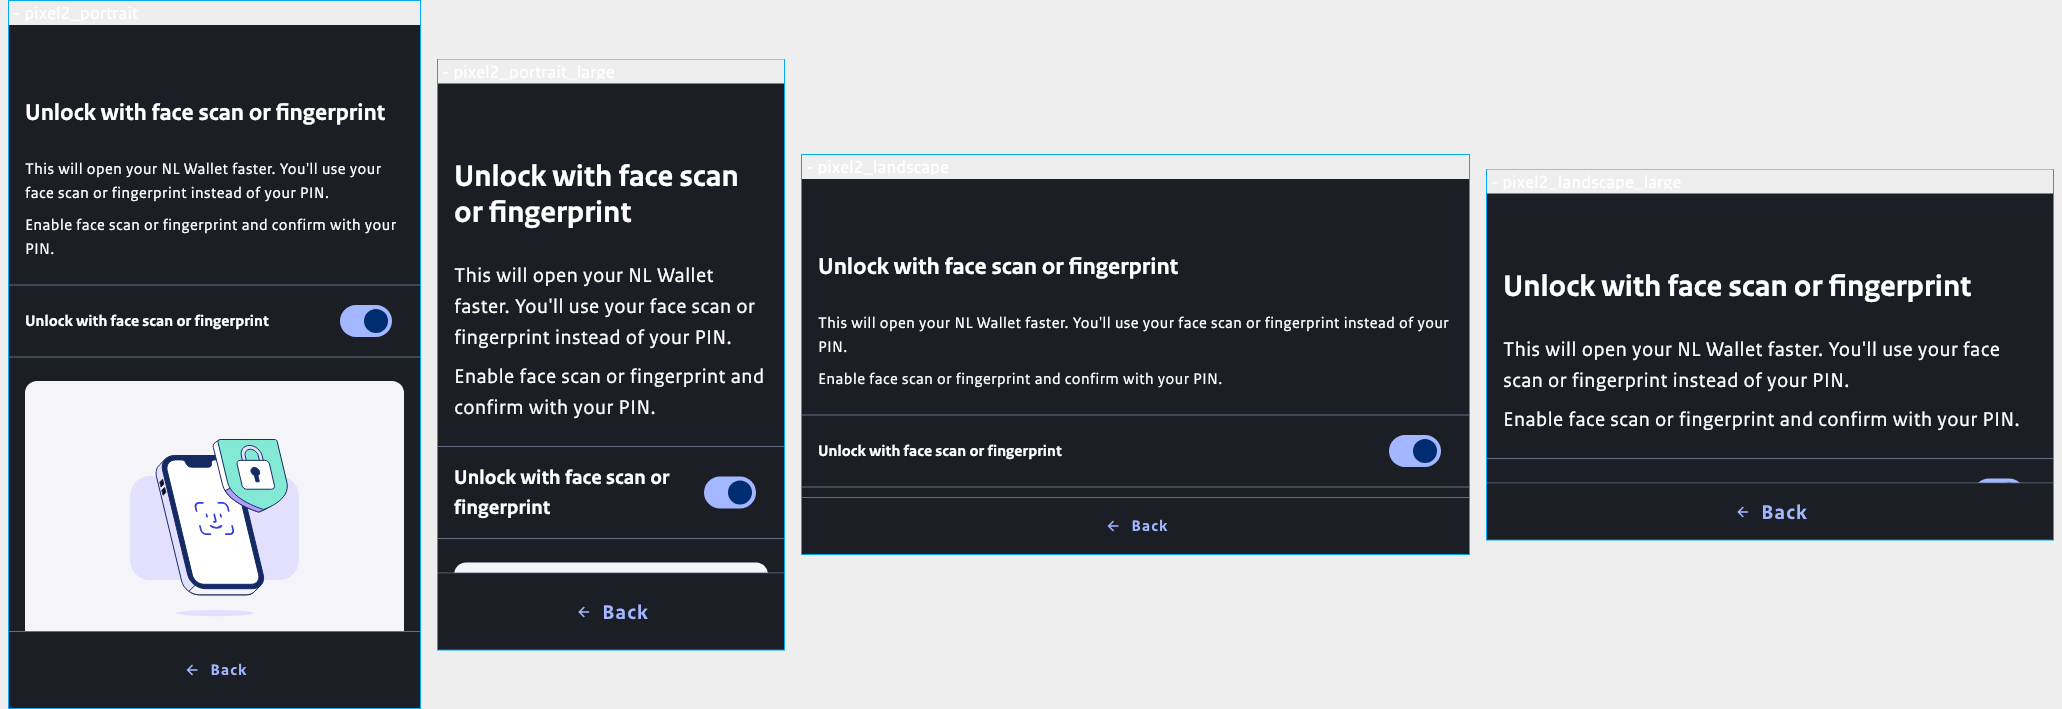 - pixel2_portrait
Unlock with face scan or fingerprint
This will open your NL Wallet faster. You'll use your
face scan or fingerprint instead of your PIN.
Enable face scan or fingerprint and confirm with your
PIN.
Unlock with face scan or fingerprint
← Back
- pixel2_portrait_large
Unlock with face scan
or fingerprint
This will open your NL Wallet
faster. You'll use your face scan or
fingerprint instead of your PIN.
Enable face scan or fingerprint and
confirm with your PIN.
Unlock with face scan or
fingerprint
← Back
- pixel2_landscape
Unlock with face scan or fingerprint
This will open your NL Wallet faster. You'll use your face scan or fingerprint instead of your
PIN.
Enable face scan or fingerprint and confirm with your PIN.
Unlock with face scan or fingerprint
← Back
- pixel2_landscape_large
Unlock with face scan or fingerprint
This will open your NL Wallet faster. You'll use your face
scan or fingerprint instead of your PIN.
Enable face scan or fingerprint and confirm with your PIN.
← Back